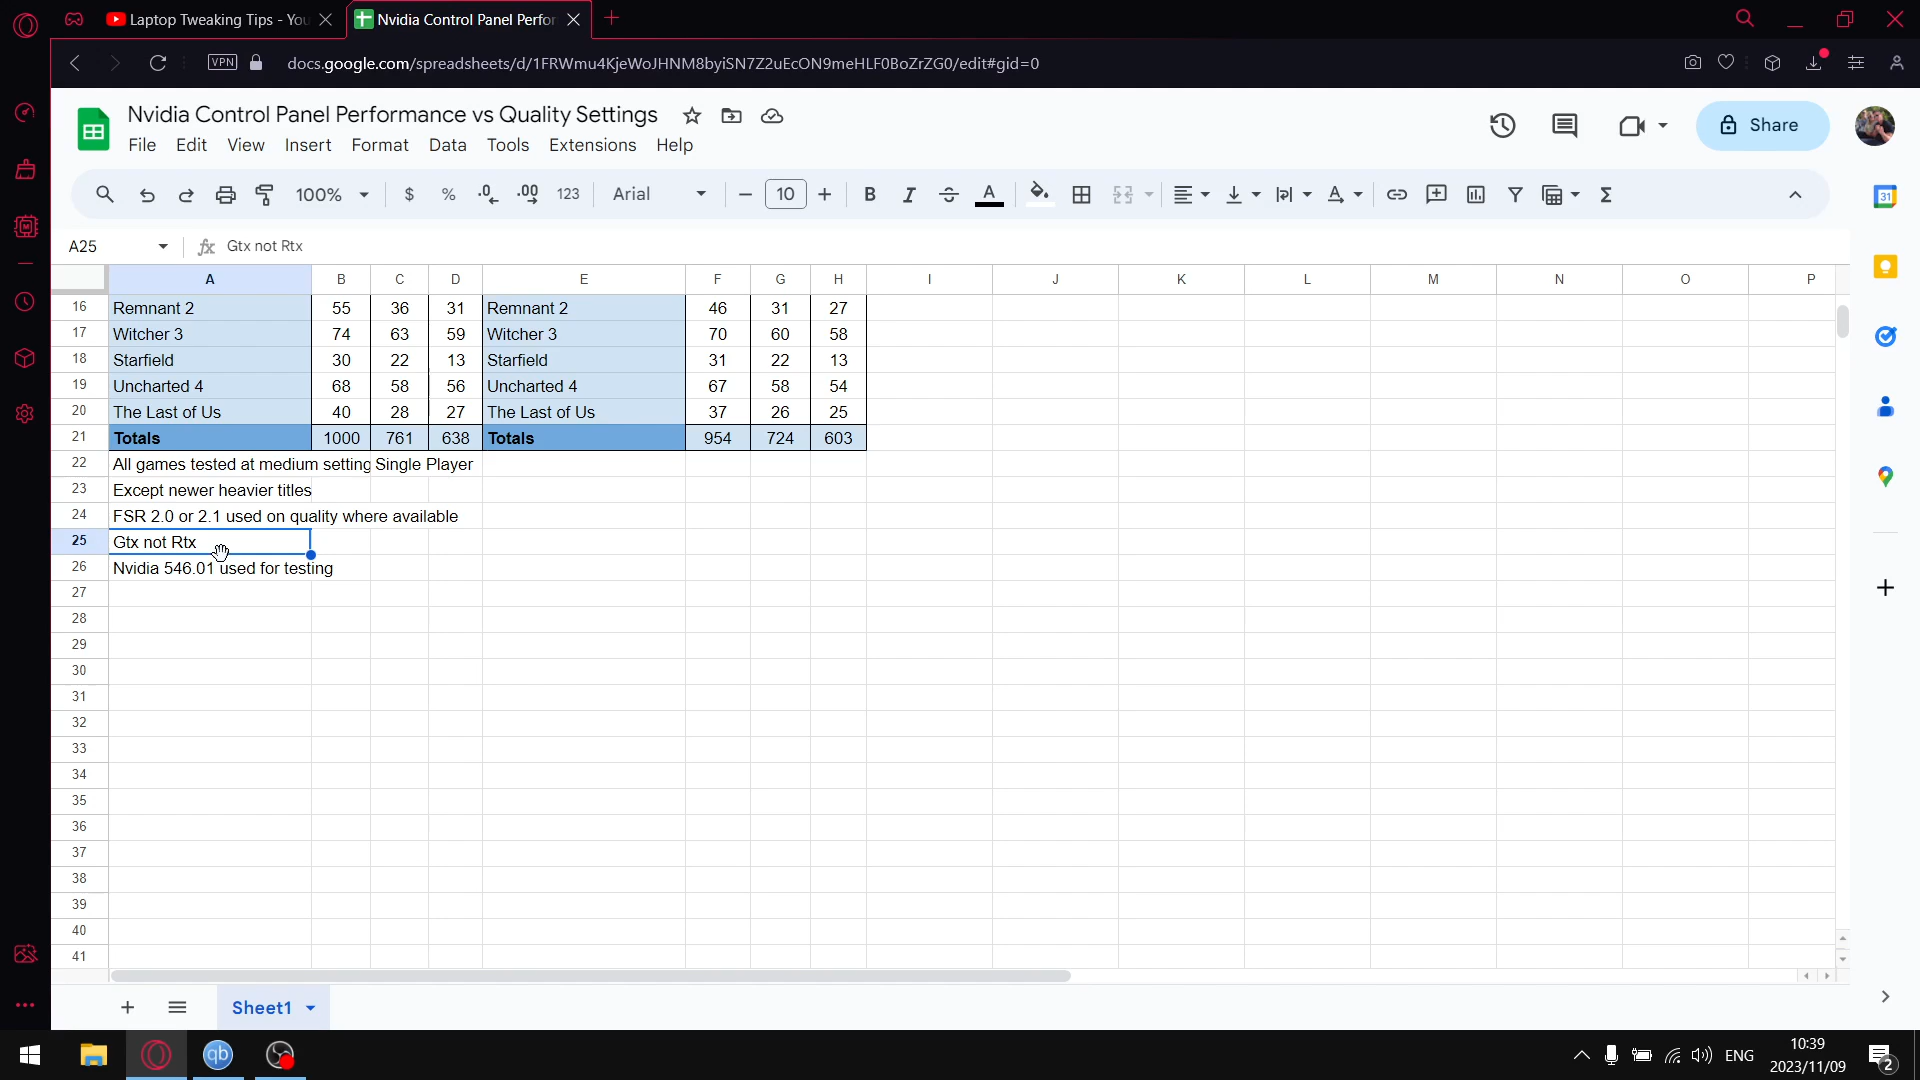 Laptop Tweaking Tips - You
Nvidia Control Panel Perfor
VPN
docs.google.com/spreadsheets/d/1FRWmu4KjeWoJHNM8byiSN7Z2uEcON9meHLF0BoZrZG0/edit#gid=0
Nvidia Control Panel Performance vs Quality Settings
File Edit View Insert Format Data Tools Extensions Help
Share
100% $ % .0 .00 123 Arial 10 B I S A
31
A25 fx Gtx not Rtx
A B C D E F G H I J K L M N O P
16 Remnant 2 55 36 31 Remnant 2 46 31 27
17 Witcher 3 74 63 59 Witcher 3 70 60 58
18 Starfield 30 22 13 Starfield 31 22 13
19 Uncharted 4 68 58 56 Uncharted 4 67 58 54
20 The Last of Us 40 28 27 The Last of Us 37 26 25
21 Totals 1000 761 638 Totals 954 724 603
22 All games tested at medium setting Single Player
23 Except newer heavier titles
24 FSR 2.0 or 2.1 used on quality where available
25 Gtx not Rtx
26 Nvidia 546.01 used for testing
27
28
29
30
31
32
33
34
35
36
37
38
39
40
41
Sheet1
qb
ENG
10:39
2023/11/09
2